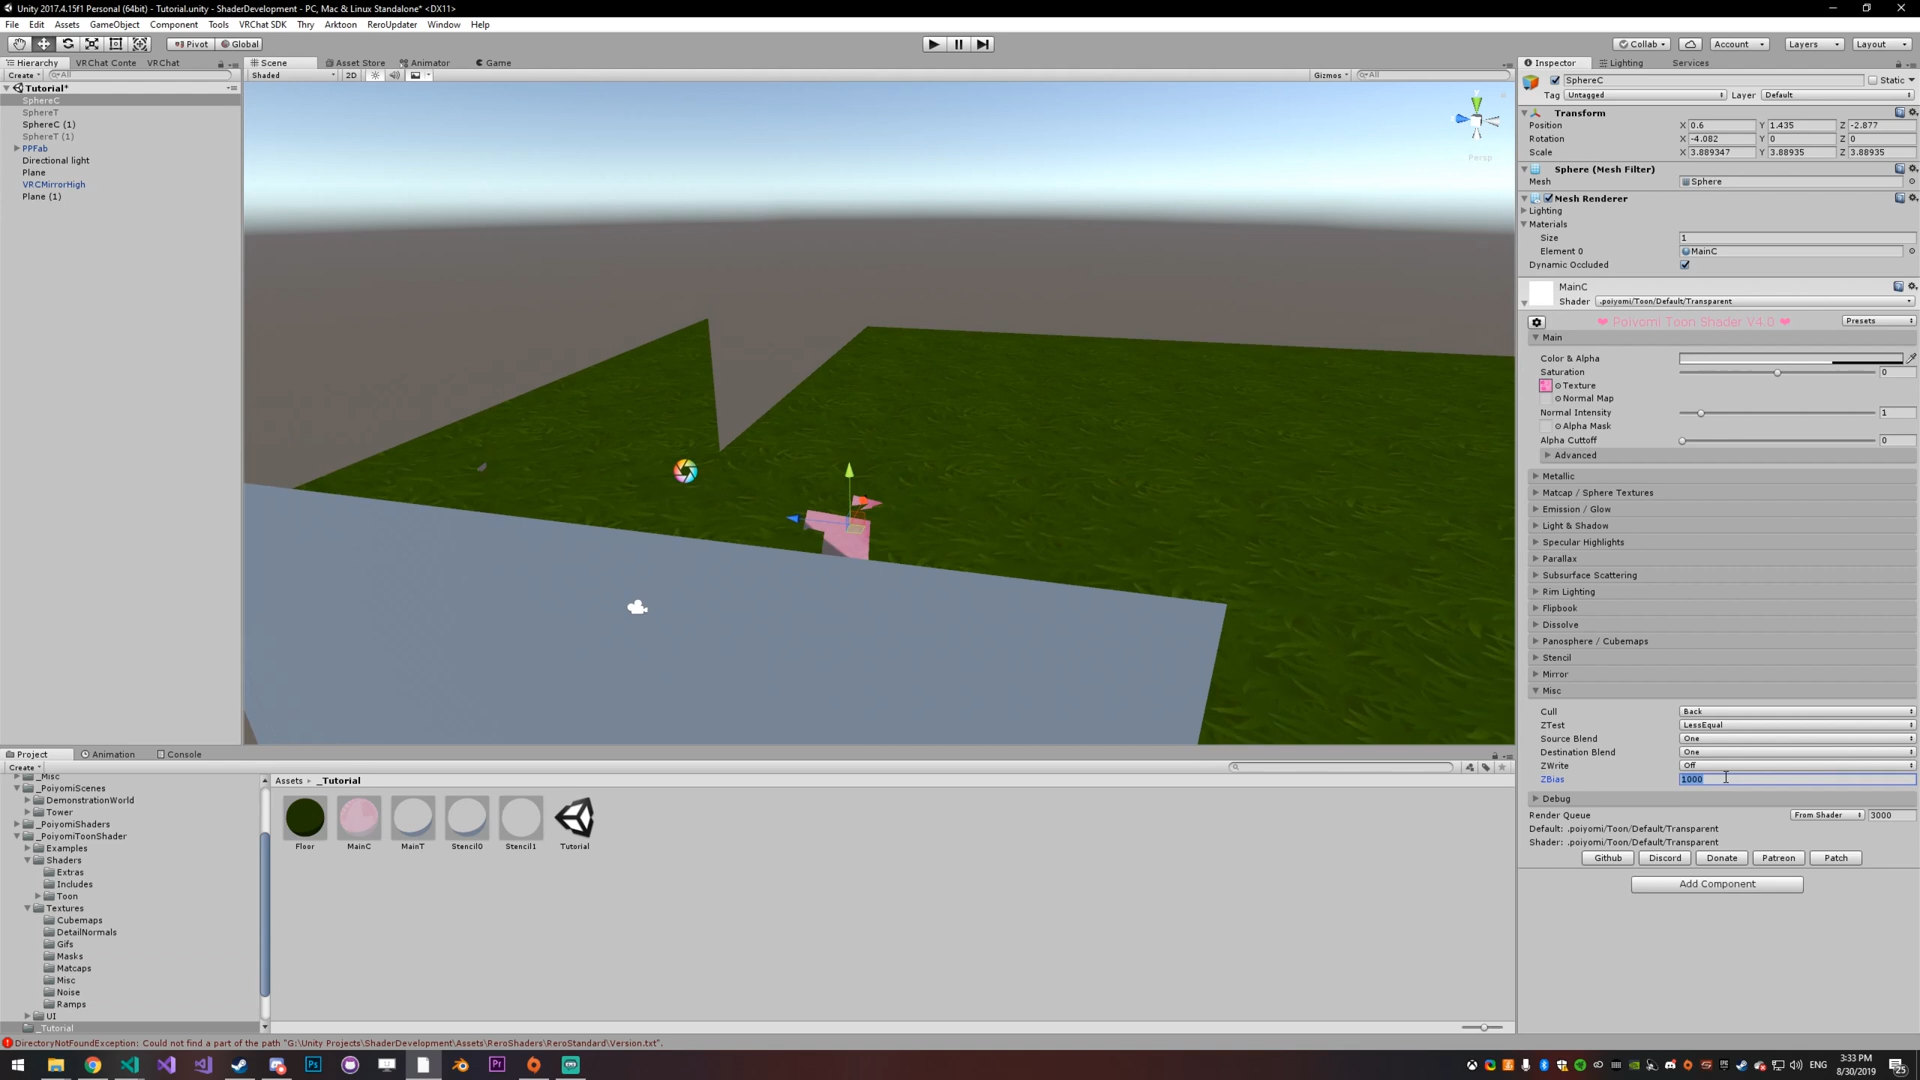 Unity 2017.4.15f1 Personal (64bit) - Tutorial.unity - ShaderDevelopment - PC, Mac & Linux Standalone* <DX11>
File Edit Assets GameObject Component Tools VRChat SDK Thry Arktoon ReroUpdater Window Help
Pivot Global Collab Account Layers Layout
Hierarchy VRChat Conte VRChat Scene Asset Store Animator Game Inspector Lighting Services
Create All Shaded 2D Gizmos All SphereC Static
Tutorial*
SphereC
SphereT
SphereC (1)
SphereT (1)
PPFab
Directional light
Plane
VRCMirrorHigh
Plane (1)
Persp
Tag Untagged Layer Default
Transform
Position X 0.6 Y 1.435 Z -2.877
Rotation X -4.082 Y 0 Z 0
Scale X 3.889347 Y 3.88935 Z 3.88935
Sphere (Mesh Filter)
Mesh Sphere
Mesh Renderer
Lighting
Materials
Size 1
Element 0 MainC
Dynamic Occluded
MainC
Shader .poiyomi/Toon/Default/Transparent
❤ Poiyomi Toon Shader V4.0 ❤ Presets
Main
Color & Alpha
Saturation 0
Texture
Normal Map
Normal Intensity 1
Alpha Mask
Alpha Cuttoff 0
Advanced
Metallic
Matcap / Sphere Textures
Emission / Glow
Light & Shadow
Specular Highlights
Parallax
Subsurface Scattering
Rim Lighting
Flipbook
Dissolve
Panosphere / Cubemaps
Stencil
Mirror
Misc
Cull Back
ZTest LessEqual
Source Blend One
Destination Blend One
ZWrite Off
ZBias 1000
Debug
Render Queue From Shader 3000
Default: .poiyomi/Toon/Default/Transparent
Shader: .poiyomi/Toon/Default/Transparent
Github Discord Donate Patreon Patch
Add Component
Project Animation Console
Create
_Misc
_PoiyomiScenes
DemonstrationWorld
Tower
_PoiyomiShaders
_PoiyomiToonShader
Examples
Shaders
Extras
Includes
Toon
Textures
Cubemaps
DetailNormals
Gifs
Masks
Matcaps
Misc
Noise
Ramps
UI
_Tutorial
Assets _Tutorial
Floor MainC MainT Stencil0 Stencil1 Tutorial
DirectoryNotFoundException: Could not find a part of the path "G:\Unity Projects\ShaderDevelopment\Assets\ReroShaders\ReroStandard\Version.txt".
Ps Pr
ENG
3:33 PM
8/30/2019
25